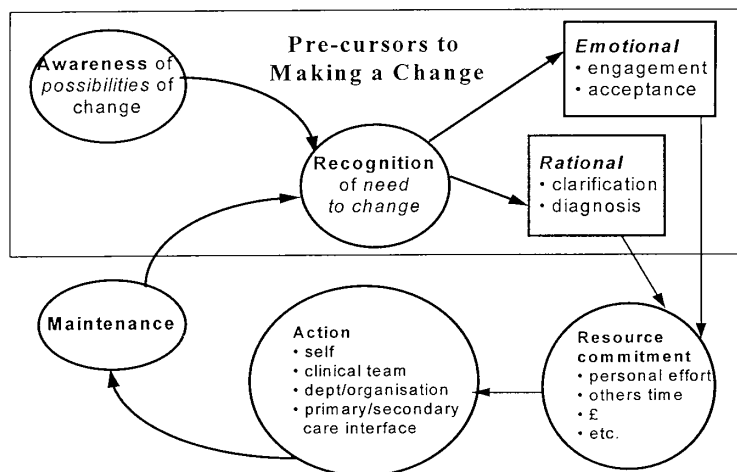 Pre-cursors to
Making a Change
Awareness of
possibilities of
change
Recognition
of need
to change
Emotional
• engagement
• acceptance
Rational
• clarification
• diagnosis
Maintenance
Action
• self
• clinical team
• dept/organisation
• primary/secondary
care interface
Resource
commitment
• personal effort
• others time
• £
• etc.